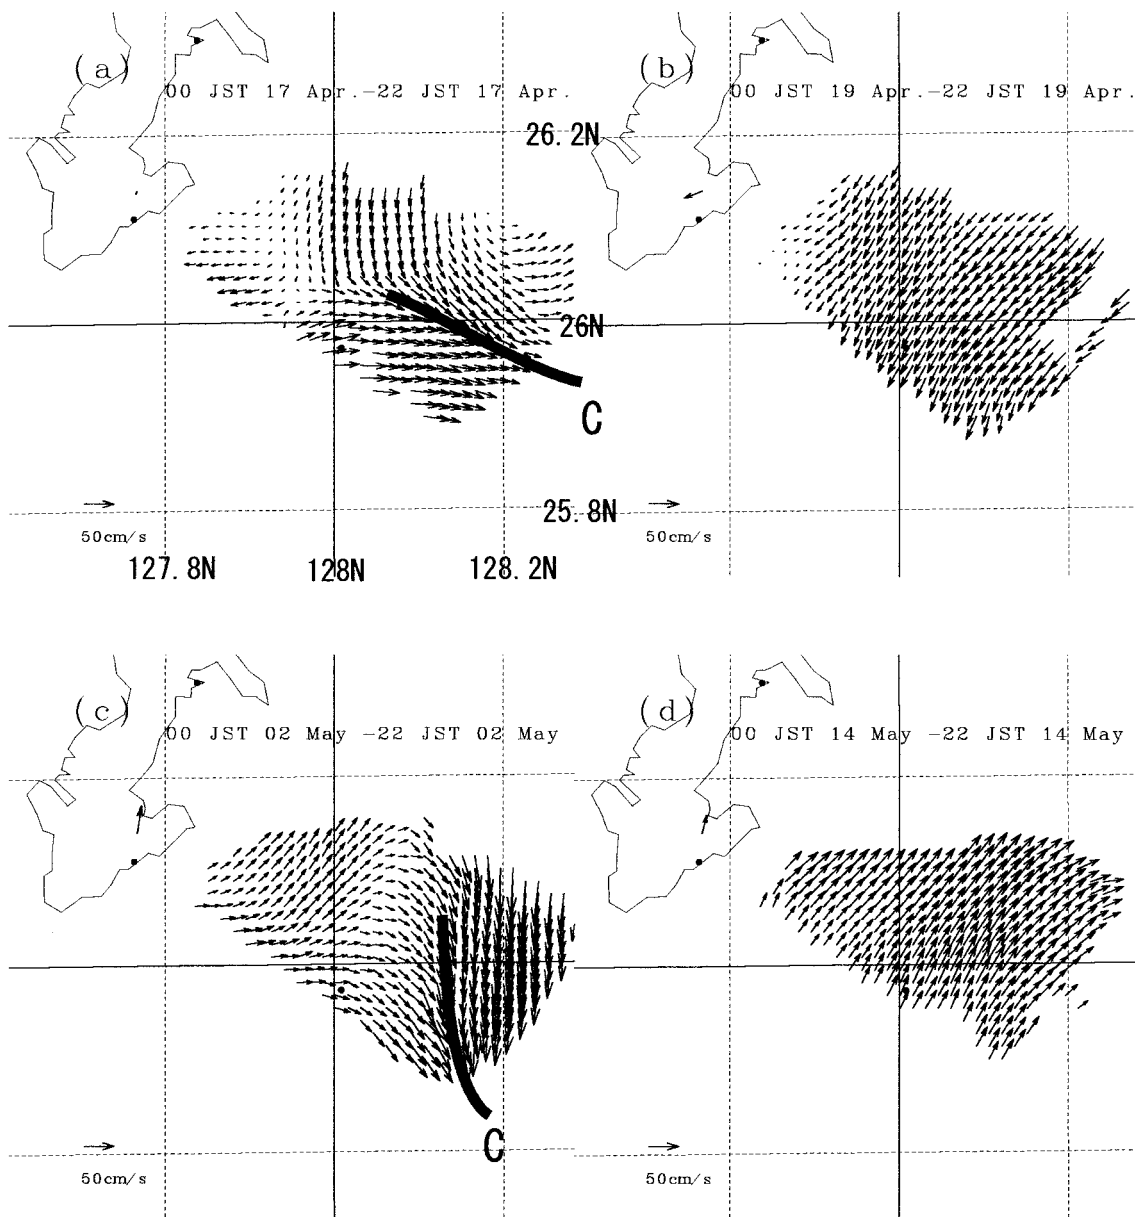 (a)
00 JST 17 Apr.-22 JST 17 Apr.
26.2N
26N
C
25.8N
50cm/s
127.8N 128N 128.2N
(b)
00 JST 19 Apr.-22 JST 19 Apr.
50cm/s
(c)
00 JST 02 May -22 JST 02 May
C
50cm/s
(d)
00 JST 14 May -22 JST 14 May
50cm/s